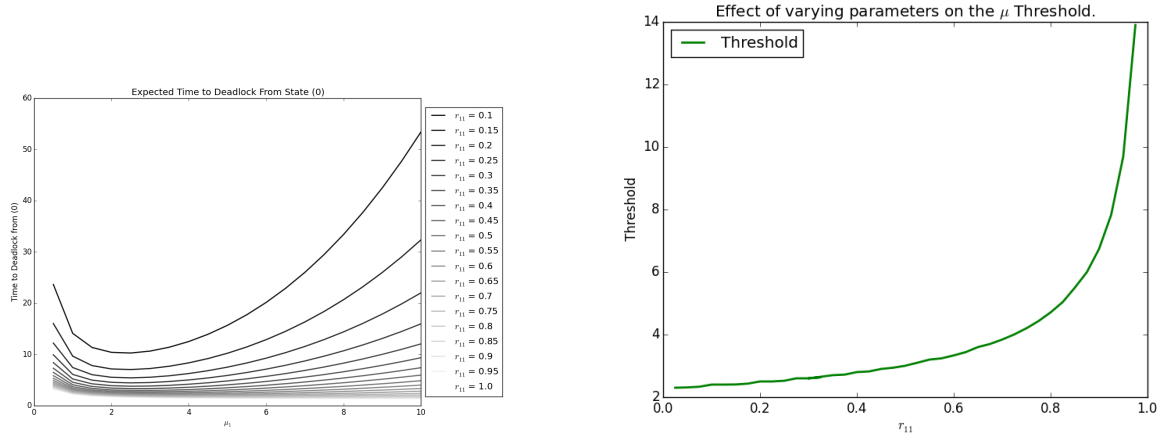 Expected Time to Deadlock From State (0)
Time to Deadlock from (0)
60
50
40
30
20
10
0
0 2 4 6 8 10
μ₁
r₁₁ = 0.1
r₁₁ = 0.15
r₁₁ = 0.2
r₁₁ = 0.25
r₁₁ = 0.3
r₁₁ = 0.35
r₁₁ = 0.4
r₁₁ = 0.45
r₁₁ = 0.5
r₁₁ = 0.55
r₁₁ = 0.6
r₁₁ = 0.65
r₁₁ = 0.7
r₁₁ = 0.75
r₁₁ = 0.8
r₁₁ = 0.85
r₁₁ = 0.9
r₁₁ = 0.95
r₁₁ = 1.0
Effect of varying parameters on the μ Threshold.
Threshold
Threshold
14
12
10
8
6
4
2
0.0 0.2 0.4 0.6 0.8 1.0
r₁₁